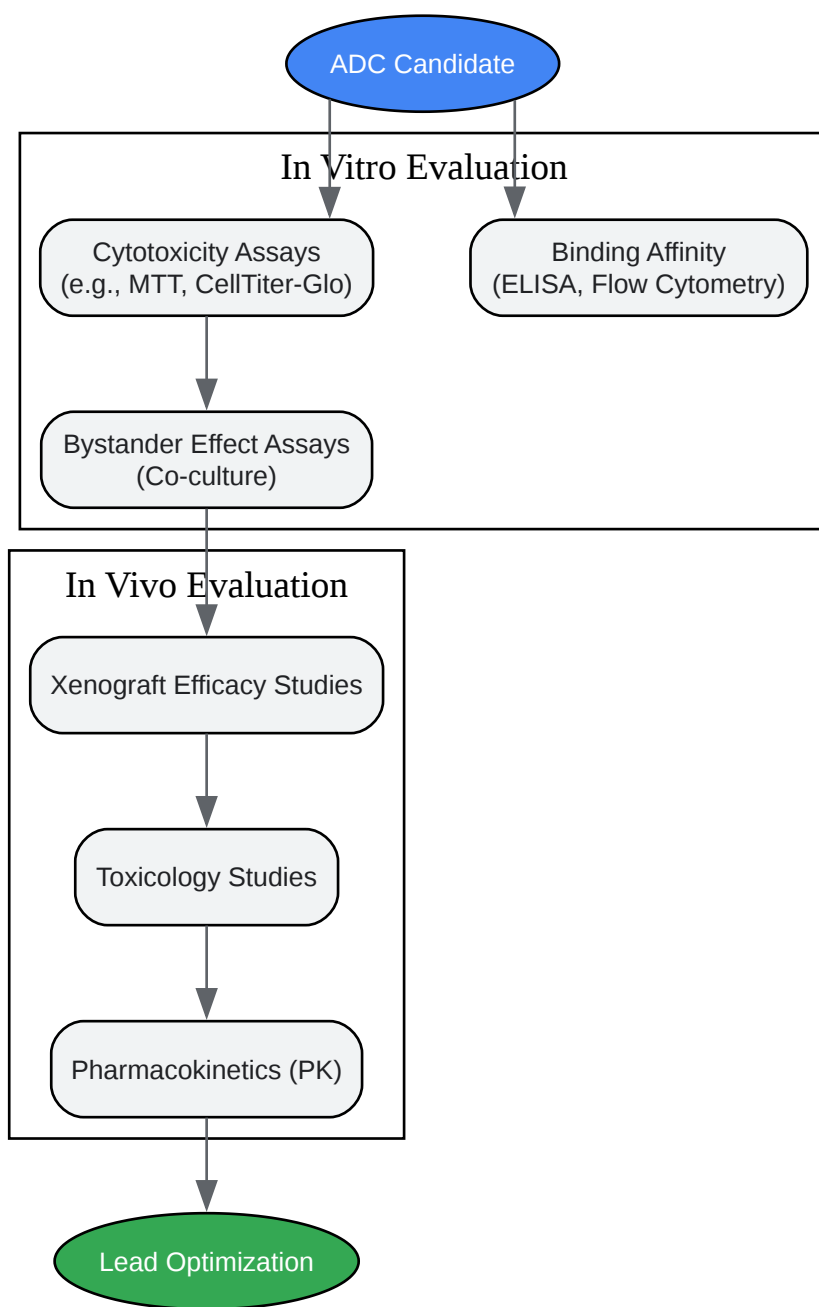 ADC Candidate
In Vitro Evaluation
Cytotoxicity Assays
(e.g., MTT, CellTiter-Glo)
Binding Affinity
(ELISA, Flow Cytometry)
Bystander Effect Assays
(Co-culture)
In Vivo Evaluation
Xenograft Efficacy Studies
Toxicology Studies
Pharmacokinetics (PK)
Lead Optimization